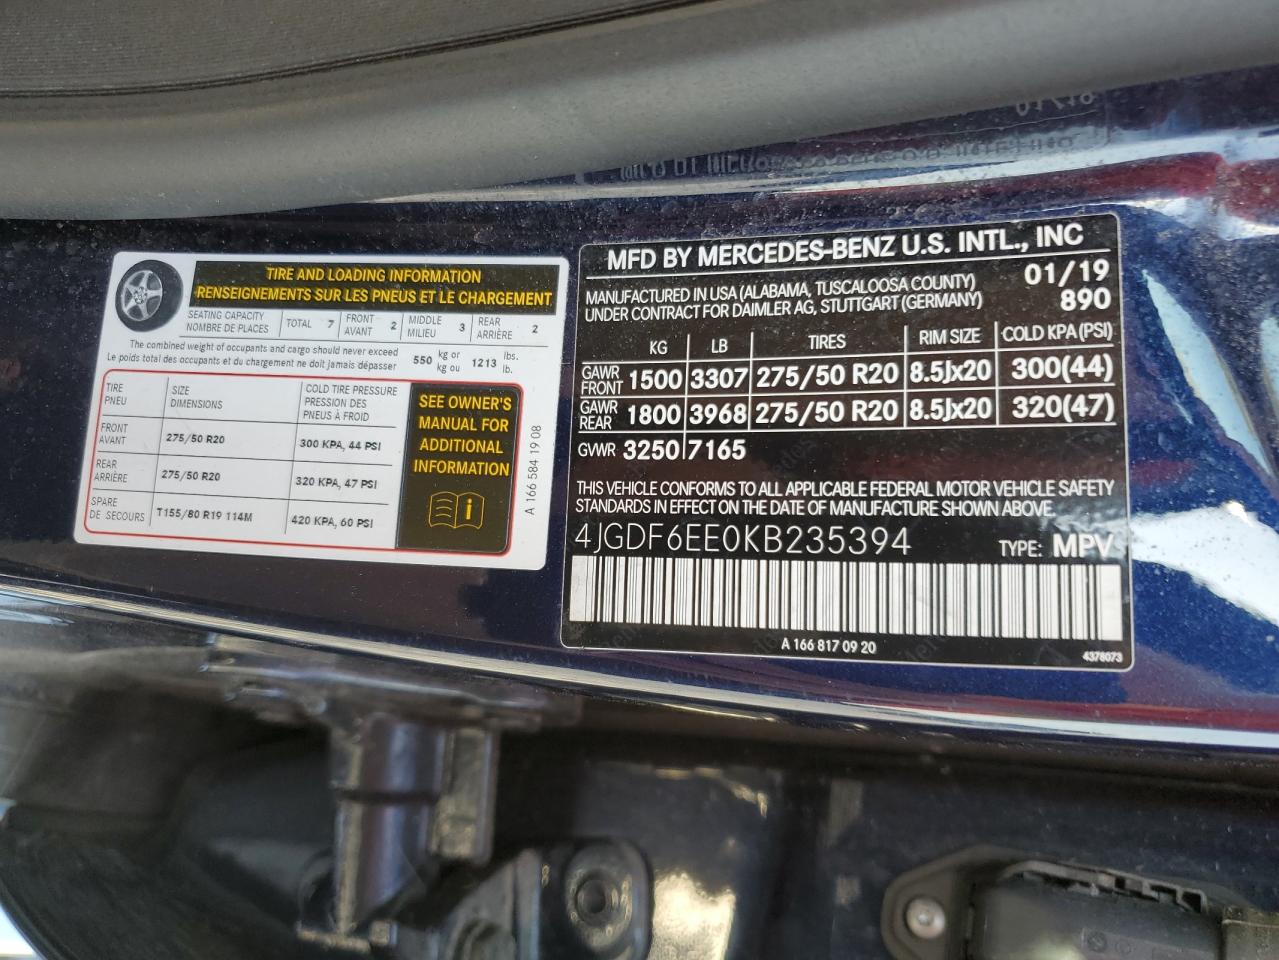 TIRE AND LOADING INFORMATION
RENSEIGNEMENTS SUR LES PNEUS ET LE CHARGEMENT
SEATING CAPACITY
NOMBRE DE PLACES
TOTAL 7
FRONT
AVANT 2
MIDDLE
MILIEU 3
REAR
ARRIÈRE 2
The combined weight of occupants and cargo should never exceed
Le poids total des occupants et du chargement ne doit jamais dépasser
550 kg or
kg ou
1213 lbs.
lb.
TIRE
PNEU
SIZE
DIMENSIONS
COLD TIRE PRESSURE
PRESSION DES
PNEUS À FROID
FRONT
AVANT
275/50 R20
300 KPA, 44 PSI
REAR
ARRIÈRE
275/50 R20
320 KPA, 47 PSI
SPARE
DE SECOURS
T155/80 R19 114M
420 KPA, 60 PSI
SEE OWNER'S
MANUAL FOR
ADDITIONAL
INFORMATION
A 166 584 19 08
MFD BY MERCEDES-BENZ U.S. INTL., INC
MANUFACTURED IN USA (ALABAMA, TUSCALOOSA COUNTY) 01/19
UNDER CONTRACT FOR DAIMLER AG, STUTTGART (GERMANY) 890
KG LB TIRES RIM SIZE COLD KPA(PSI)
GAWR
FRONT 1500 3307 275/50 R20 8.5Jx20 300(44)
GAWR
REAR 1800 3968 275/50 R20 8.5Jx20 320(47)
GVWR 3250 7165
THIS VEHICLE CONFORMS TO ALL APPLICABLE FEDERAL MOTOR VEHICLE SAFETY
STANDARDS IN EFFECT ON THE DATE OF MANUFACTURE SHOWN ABOVE.
4JGDF6EE0KB235394 TYPE: MPV
A 166 817 09 20
4378073